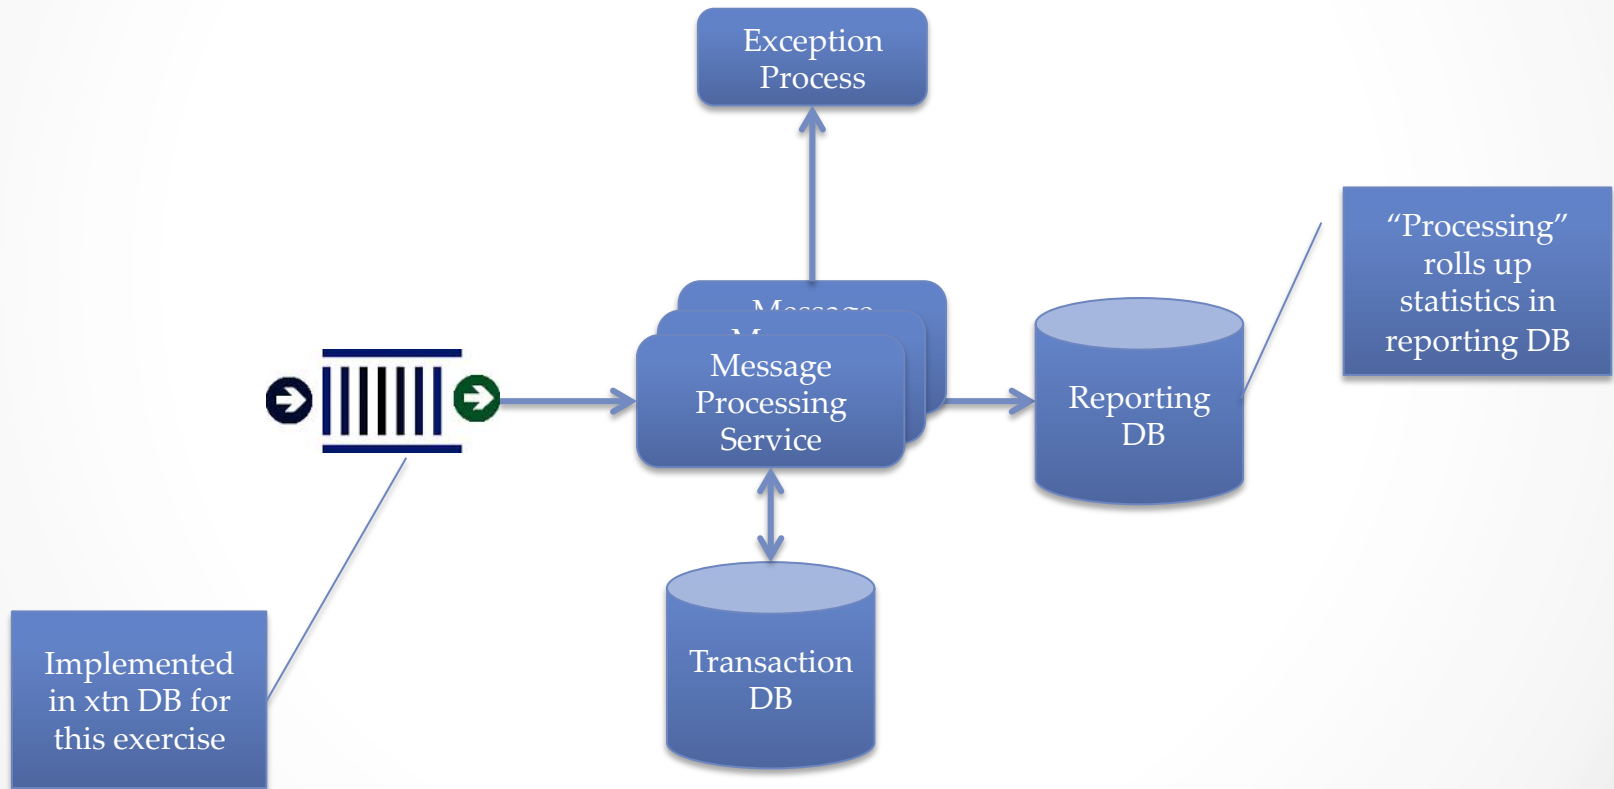 Exception
Process
"Processing"
rolls up
statistics in
reporting DB
Message
Message
Processing
Service
Reporting
DB
Implemented
in xtn DB for
this exercise
Transaction
DB